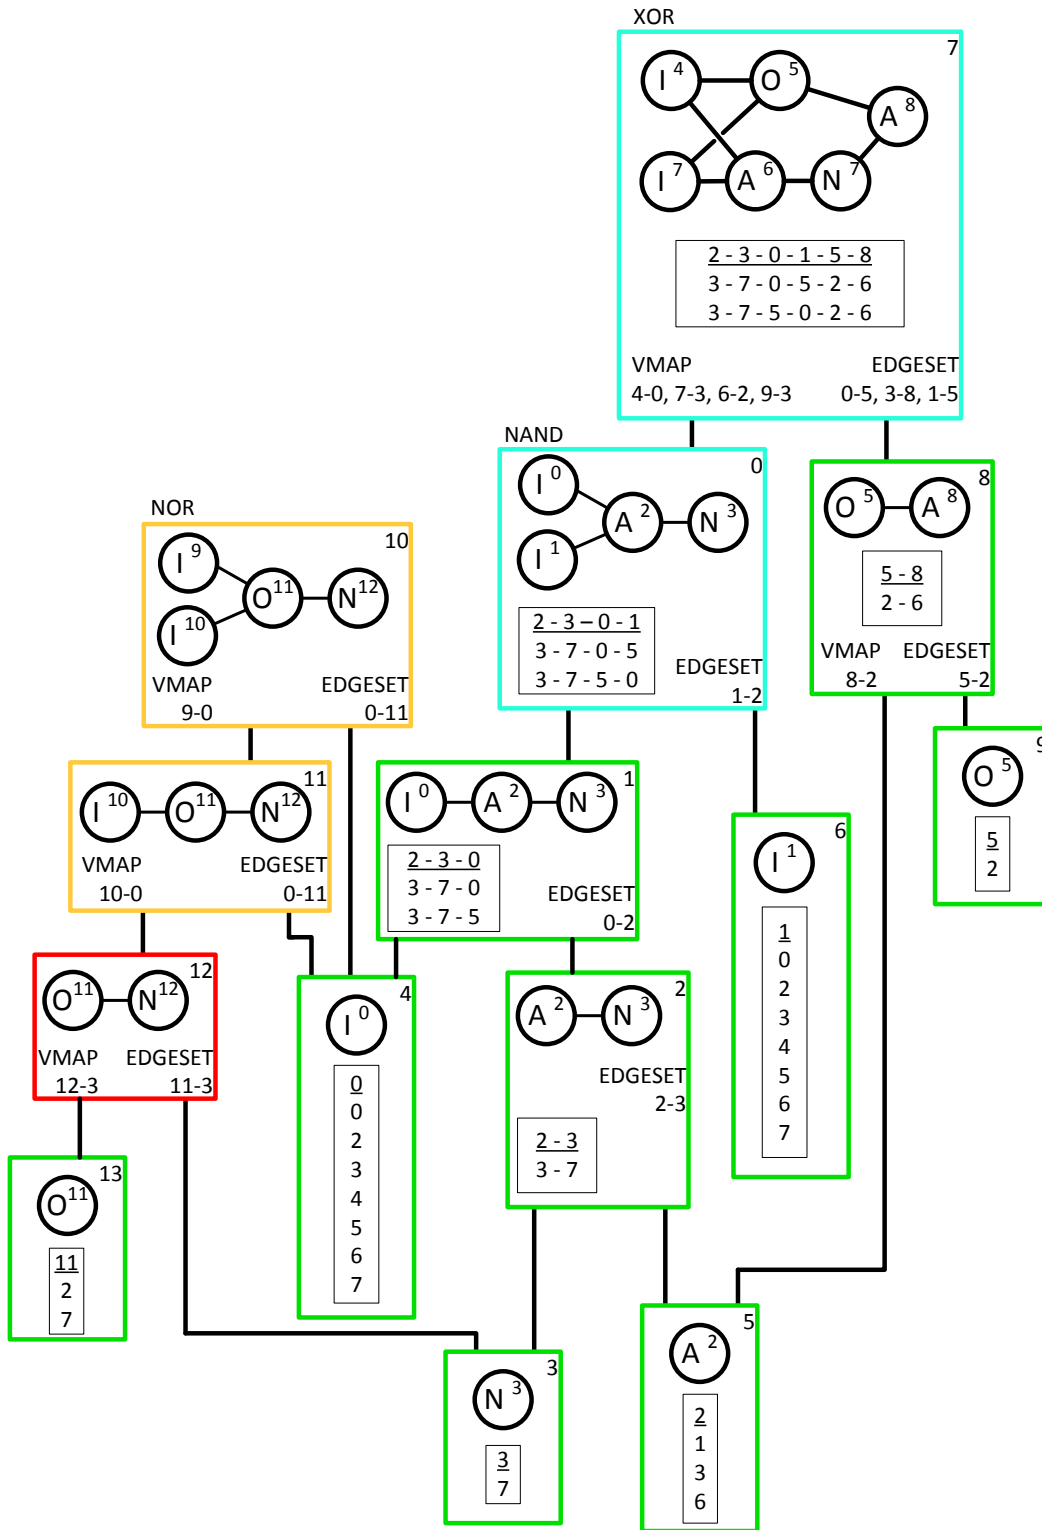 XOR
7
I 4
O 5
A 8
I 7
A 6
N 7
2 - 3 - 0 - 1 - 5 - 8
3 - 7 - 0 - 5 - 2 - 6
3 - 7 - 5 - 0 - 2 - 6
VMAP EDGESET
4-0, 7-3, 6-2, 9-3 0-5, 3-8, 1-5
NAND
0
I 0
A 2
N 3
I 1
2 - 3 – 0 - 1
3 - 7 - 0 - 5
3 - 7 - 5 - 0
EDGESET
1-2
8
O 5
A 8
5 - 8
2 - 6
VMAP EDGESET
8-2 5-2
NOR
10
I 9
O 11
N 12
I 10
VMAP EDGESET
9-0 0-11
11
I 10
O 11
N 12
VMAP EDGESET
10-0 0-11
1
I 0
A 2
N 3
2 - 3 - 0
3 - 7 - 0
3 - 7 - 5
EDGESET
0-2
6
I 1
1
0
2
3
4
5
6
7
9
O 5
5
2
12
O 11
N 12
VMAP EDGESET
12-3 11-3
4
I 0
0
0
2
3
4
5
6
7
2
A 2
N 3
EDGESET
2-3
2 - 3
3 - 7
13
O 11
11
2
7
3
N 3
3
7
5
A 2
2
1
3
6